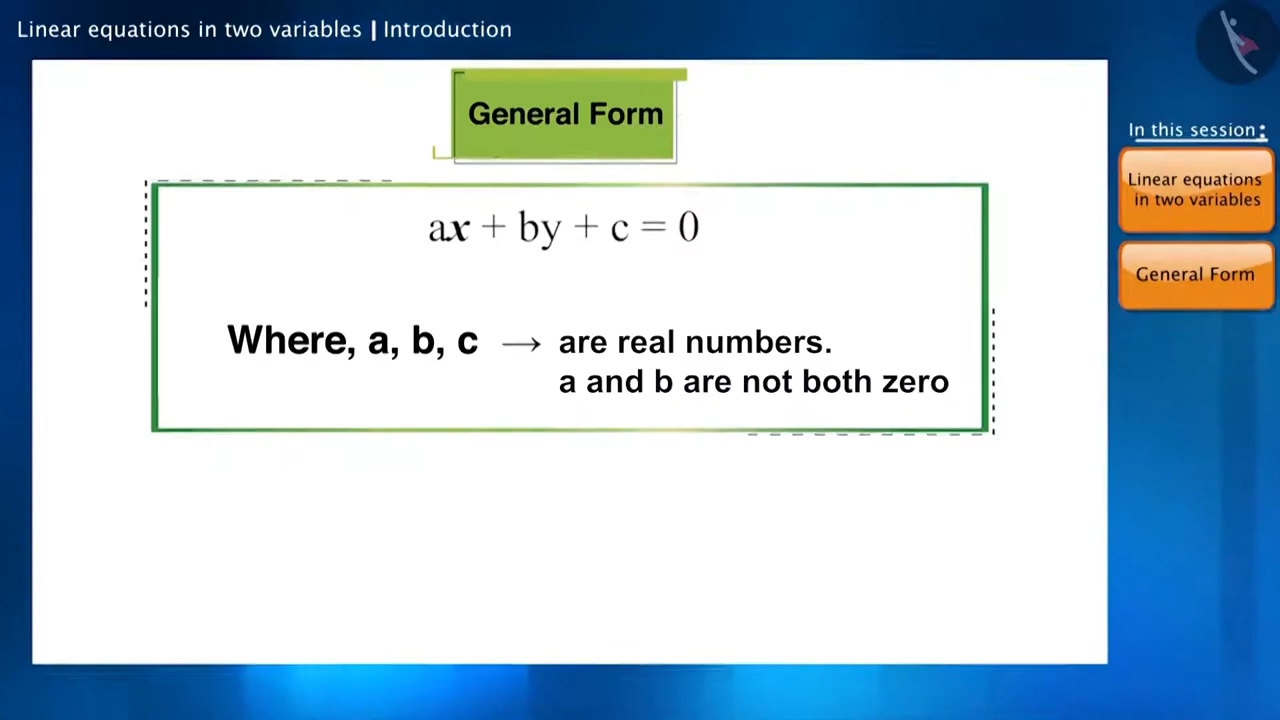 Linear equations in two variables | Introduction
General Form
ax + by + c = 0
Where, a, b, c → are real numbers.
a and b are not both zero
In this session:
Linear equations
in two variables
General Form